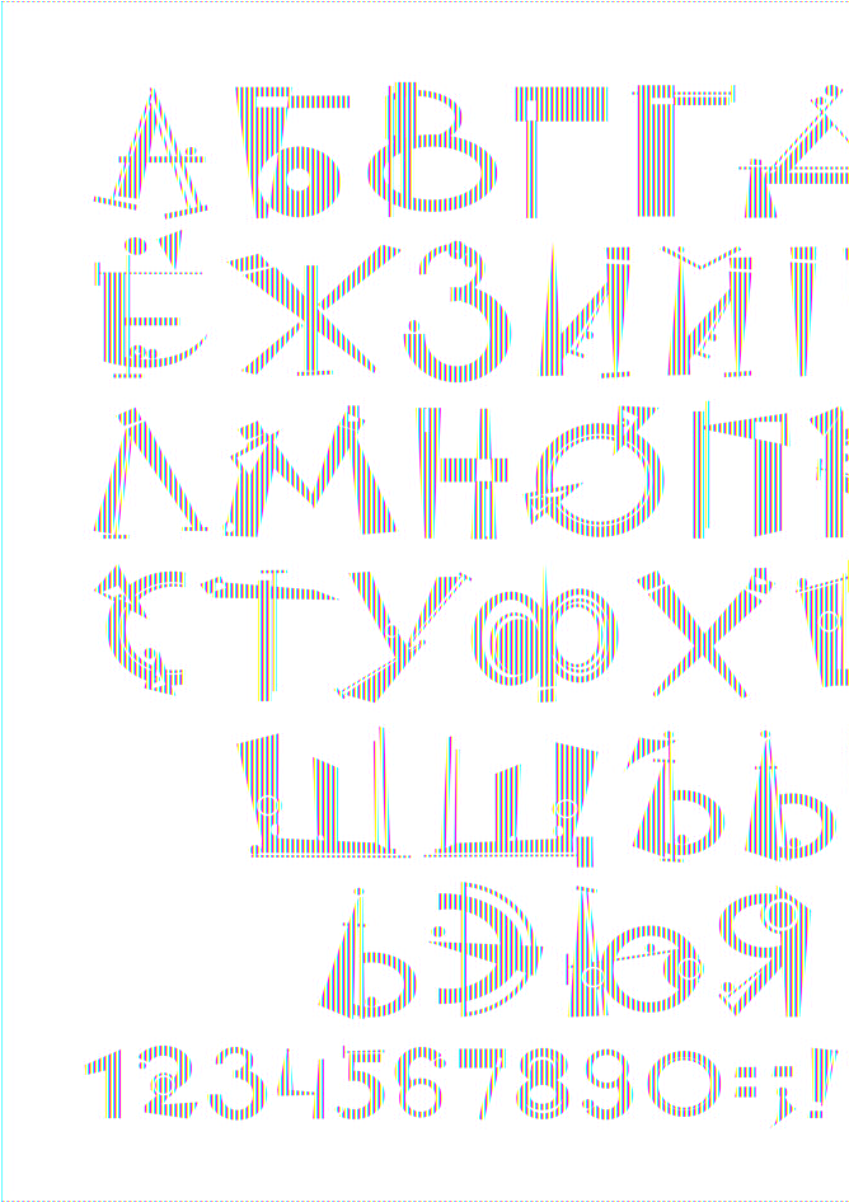 А Б В Г Г Д
Ё Ж З И Й
Л М Н О П
С Т У Ф Х
Ш Щ Ъ
Ь Э Ю Я
1234567890=;!